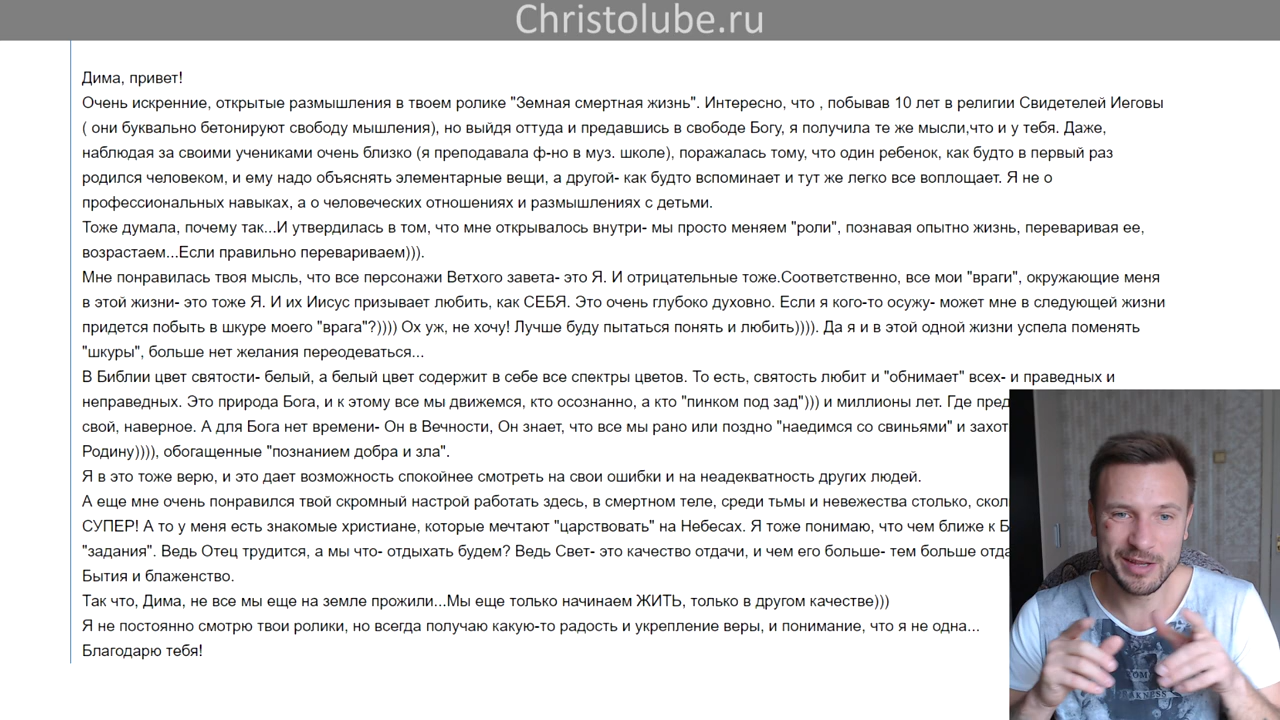 Christolube.ru
Дима, привет!
Очень искренние, открытые размышления в твоем ролике "Земная смертная жизнь". Интересно, что , побывав 10 лет в религии Свидетелей Иеговы
( они буквально бетонируют свободу мышления), но выйдя оттуда и предавшись в свободе Богу, я получила те же мысли,что и у тебя. Даже,
наблюдая за своими учениками очень близко (я преподавала ф-но в муз. школе), поражалась тому, что один ребенок, как будто в первый раз
родился человеком, и ему надо объяснять элементарные вещи, а другой- как будто вспоминает и тут же легко все воплощает. Я не о
профессиональных навыках, а о человеческих отношениях и размышлениях с детьми.
Тоже думала, почему так...И утвердилась в том, что мне открывалось внутри- мы просто меняем "роли", познавая опытно жизнь, переваривая ее,
возрастаем...Если правильно перевариваем))).
Мне понравилась твоя мысль, что все персонажи Ветхого завета- это Я. И отрицательные тоже.Соответственно, все мои "враги", окружающие меня
в этой жизни- это тоже Я. И их Иисус призывает любить, как СЕБЯ. Это очень глубоко духовно. Если я кого-то осужу- может мне в следующей жизни
придется побыть в шкуре моего "врага"?)))) Ох уж, не хочу! Лучше буду пытаться понять и любить)))). Да я и в этой одной жизни успела поменять
"шкуры", больше нет желания переодеваться...
В Библии цвет святости- белый, а белый цвет содержит в себе все спектры цветов. То есть, святость любит и "обнимает" всех- и праведных и
неправедных. Это природа Бога, и к этому все мы движемся, кто осознанно, а кто "пинком под зад"))) и миллионы лет. Где пред
свой, наверное. А для Бога нет времени- Он в Вечности, Он знает, что все мы рано или поздно "наедимся со свиньями" и захот
Родину)))), обогащенные "познанием добра и зла".
Я в это тоже верю, и это дает возможность спокойнее смотреть на свои ошибки и на неадекватность других людей.
А еще мне очень понравился твой скромный настрой работать здесь, в смертном теле, среди тьмы и невежества столько, скол
СУПЕР! А то у меня есть знакомые христиане, которые мечтают "царствовать" на Небесах. Я тоже понимаю, что чем ближе к Б
"задания". Ведь Отец трудится, а мы что- отдыхать будем? Ведь Свет- это качество отдачи, и чем его больше- тем больше отда
Бытия и блаженство.
Так что, Дима, не все мы еще на земле прожили...Мы еще только начинаем ЖИТЬ, только в другом качестве)))
Я не постоянно смотрю твои ролики, но всегда получаю какую-то радость и укрепление веры, и понимание, что я не одна...
Благодарю тебя!